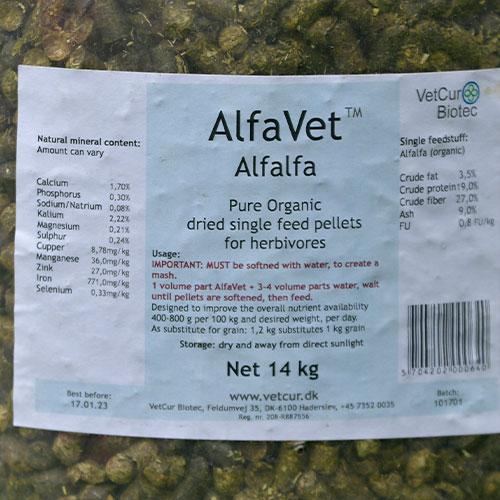 VetCur
Biotec
AlfaVet™
Alfalfa
Pure Organic
dried single feed pellets
for herbivores
Natural mineral content:
Amount can vary
Calcium 1,70%
Phosphorus 0,30%
Sodium/Natrium 0,08%
Kalium 2,22%
Magnesium 0,21%
Sulphur 0,24%
Cupper 8,78mg/kg
Manganese 36,0mg/kg
Zink 27,0mg/kg
Iron 771,0mg/kg
Selenium 0,33mg/kg
Single feedstuff:
Alfalfa (organic)
Crude fat 3,5%
Crude protein 19,0%
Crude fiber 27,0%
Ash 9,0%
FU 0,8 FU/kg
Usage:
IMPORTANT: MUST be softned with water, to create a
mash.
1 volume part AlfaVet + 3-4 volume parts water, wait
until pellets are softened, then feed.
Designed to improve the overall nutrient availability
400-800 g per 100 kg and desired weight, per day.
As substitute for grain: 1,2 kg substitutes 1 kg grain
Storage: dry and away from direct sunlight
Net 14 kg
www.vetcur.dk
VetCur Biotec, Feldumvej 35, DK-6100 Haderslev, +45 7352 0035
Reg. nr. 208-R887656
Best before:
17.01.23
5 704202 000640
Batch:
101701